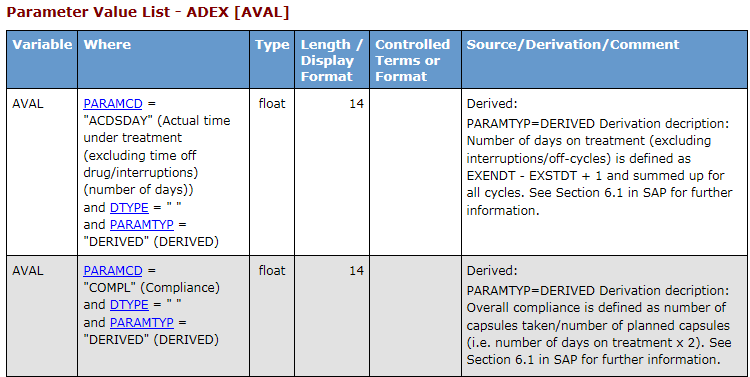 Parameter Value List - ADEX [AVAL]
Variable Where Type Length / Display Format Controlled Terms or Format Source/Derivation/Comment
AVAL
PARAMCD =
"ACDSDAY" (Actual time
under treatment
(excluding time off
drug/interruptions)
(number of days))
and DTYPE = " "
and PARAMTYP =
"DERIVED" (DERIVED)
float
14
Derived:
PARAMTYP=DERIVED Derivation decription:
Number of days on treatment (excluding
interruptions/off-cycles) is defined as
EXENDT - EXSTDT + 1 and summed up for
all cycles. See Section 6.1 in SAP for further
information.
AVAL
PARAMCD =
"COMPL" (Compliance)
and DTYPE = " "
and PARAMTYP =
"DERIVED" (DERIVED)
float
14
Derived:
PARAMTYP=DERIVED Derivation decription:
Overall compliance is defined as number of
capsules taken/number of planned capsules
(i.e. number of days on treatment x 2). See
Section 6.1 in SAP for further information.